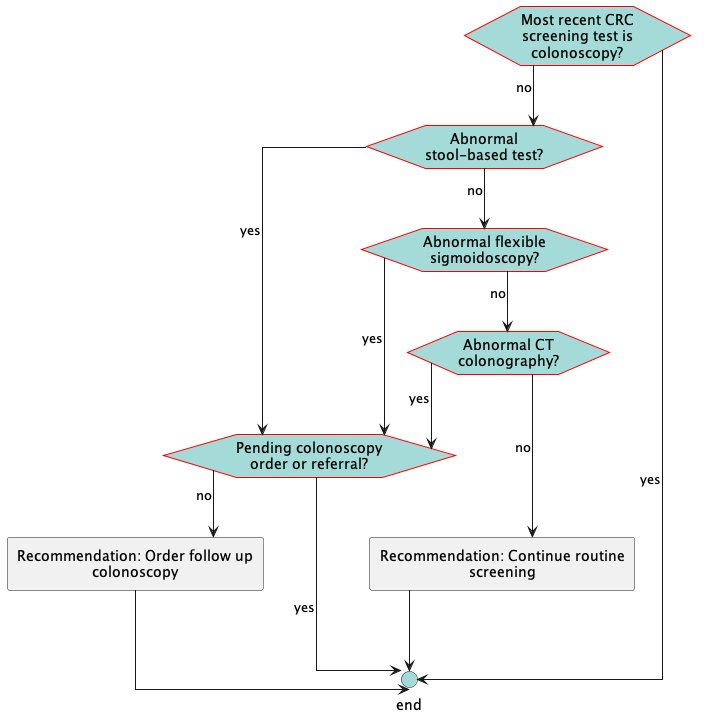 Most recent CRC
screening test is
colonoscopy?
no
Abnormal
stool-based test?
no
yes
Abnormal flexible
sigmoidoscopy?
no
yes
Abnormal CT
colonography?
yes
no
Pending colonoscopy
order or referral?
yes
no
Recommendation: Order follow up
colonoscopy
Recommendation: Continue routine
screening
yes
end